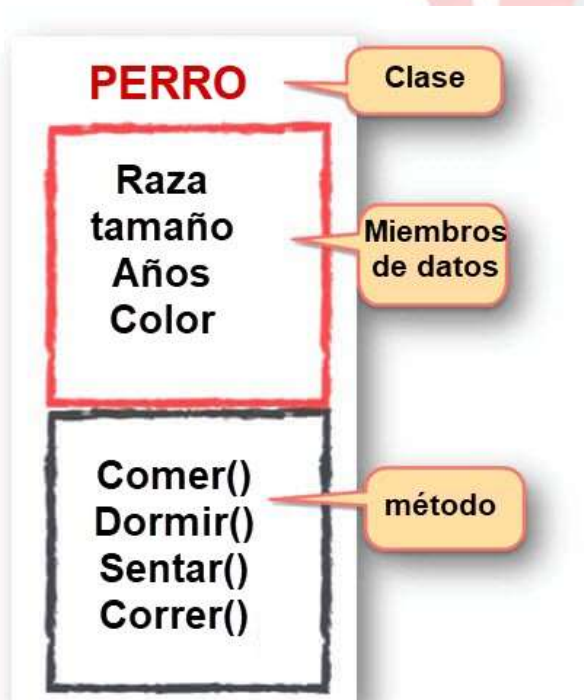 PERRO
Clase
Raza
tamaño
Años
Color
Miembros
de datos
Comer()
Dormir()
Sentar()
Correr()
método